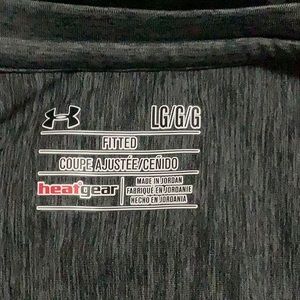 LG/G/G
FITTED
COUPE AJUSTÉE/CEÑIDO
heatgear
MADE IN JORDAN
FABRIQUÉ EN JORDANIE
HECHO EN JORDANIA